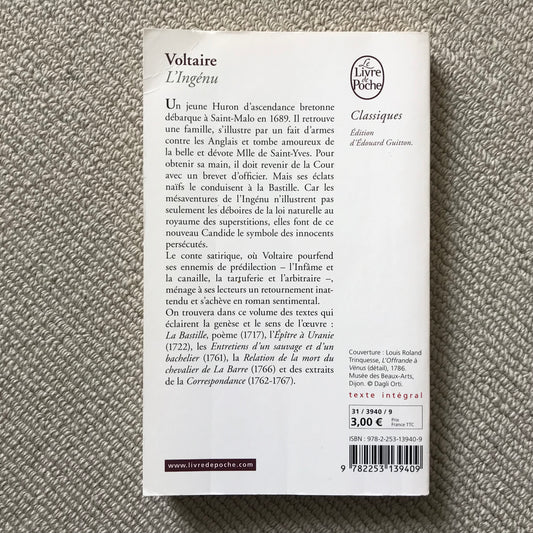 Voltaire
L'Ingénu
Un jeune Huron d'ascendance bretonne
débarque à Saint-Malo en 1689. Il retrouve
une famille, s'illustre par un fait d'armes
contre les Anglais et tombe amoureux de
la belle et dévote Mlle de Saint-Yves. Pour
obtenir sa main, il doit revenir de la Cour
avec un brevet d'officier. Mais ses éclats
naïfs le conduisent à la Bastille. Car les
mésaventures de l'Ingénu n'illustrent pas
seulement les déboires de la loi naturelle au
royaume des superstitions, elles font de ce
nouveau Candide le symbole des innocents
persécutés.
Le conte satirique, où Voltaire pourfend
ses ennemis de prédilection – l'Infâme et
la canaille, la tartuferie et l'arbitraire –,
ménage à ses lecteurs un retournement inat-
tendu et s'achève en roman sentimental.
On trouvera dans ce volume des textes qui
éclairent la genèse et le sens de l'œuvre :
La Bastille, poème (1717), l'Épître à Uranie
(1722), les Entretiens d'un sauvage et d'un
bachelier (1761), la Relation de la mort du
chevalier de La Barre (1766) et des extraits
de la Correspondance (1762-1767).
www.livredepoche.com
Le
Livre
de
Poche
Classiques
Édition
d'Édouard Guitton.
Couverture : Louis Roland
Trinquesse, L'Offrande à
Vénus (détail), 1786.
Musée des Beaux-Arts,
Dijon. © Dagli Orti.
texte intégral
31 / 3940 / 9
3,00 € Prix
France TTC
ISBN : 978-2-253-13940-9
9 782253 139409